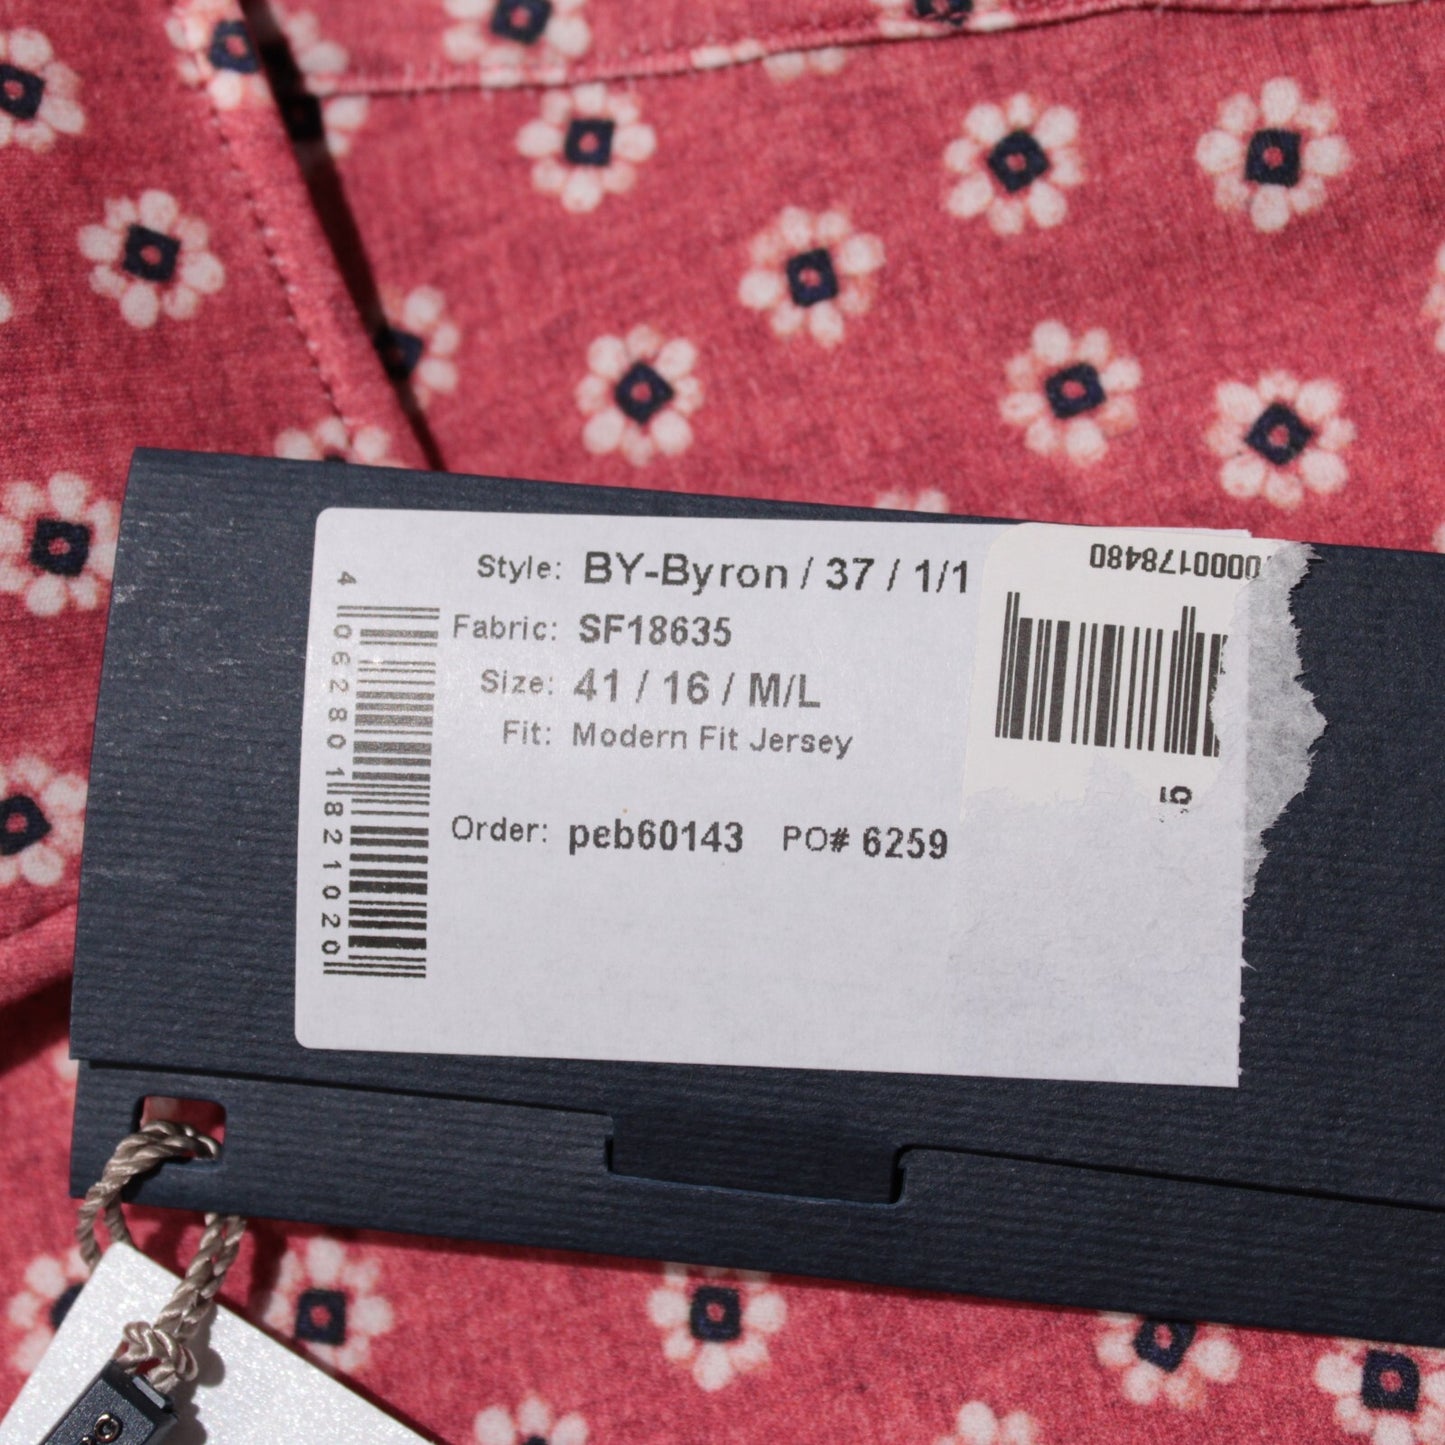 Style: BY-Byron / 37 / 1/1
Fabric: SF18635
Size: 41 / 16 / M/L
Fit: Modern Fit Jersey
Order: peb60143 PO# 6259
4 062801 821020
0000178480